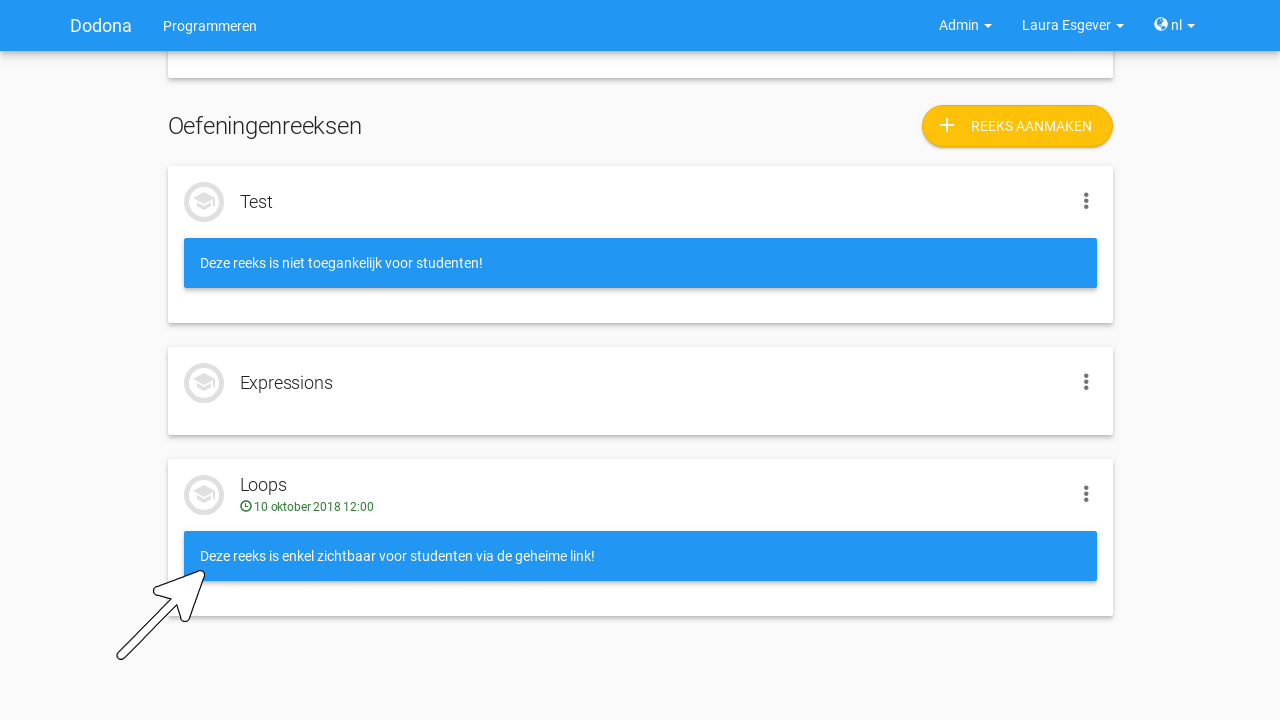 Dodona
Programmeren
Admin
Laura Esgever
nl
Oefeningenreeksen
REEKS AANMAKEN
Test
Deze reeks is niet toegankelijk voor studenten!
Expressions
Loops
10 oktober 2018 12:00
Deze reeks is enkel zichtbaar voor studenten via de geheime link!